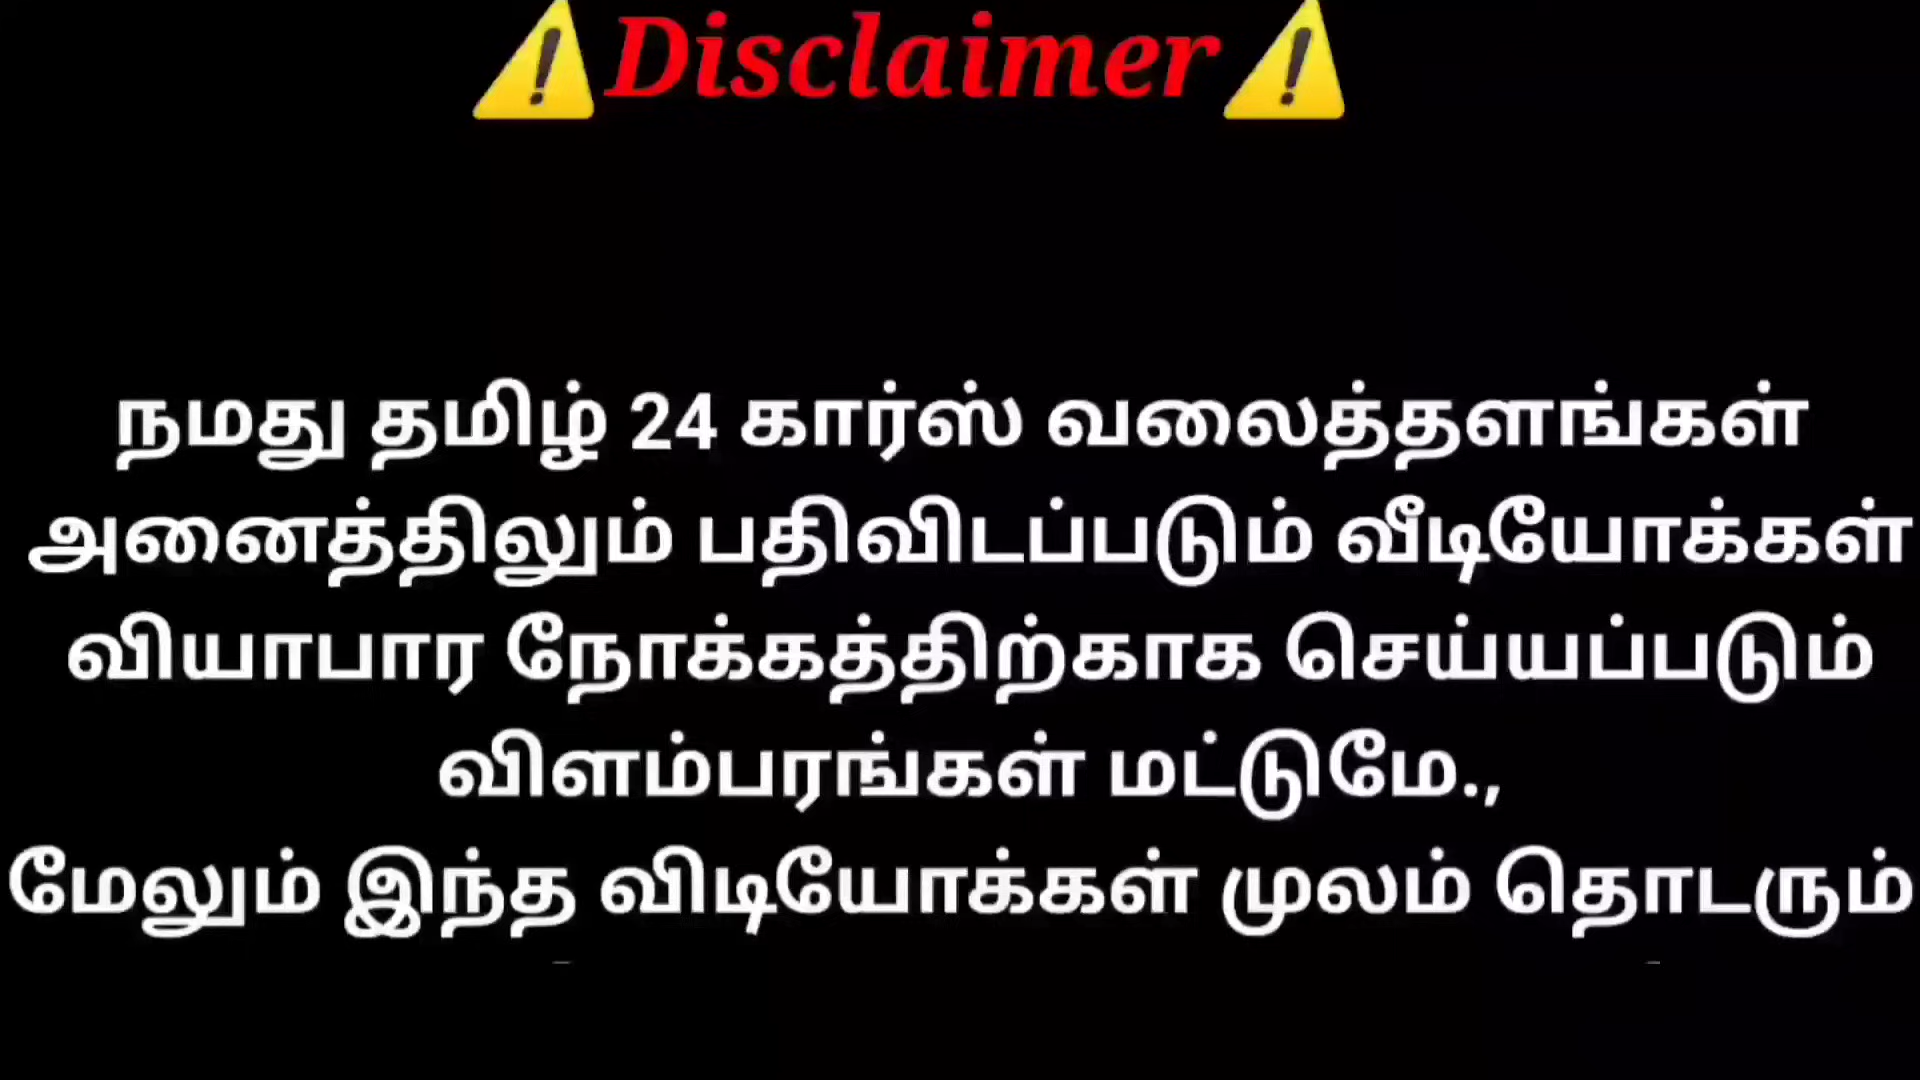 ⚠Disclaimer⚠
நமது தமிழ் 24 கார்ஸ் வலைத்தளங்கள்
அனைத்திலும் பதிவிடப்படும் வீடியோக்கள்
வியாபார நோக்கத்திற்காக செய்யப்படும்
விளம்பரங்கள் மட்டுமே.,
மேலும் இந்த விடியோக்கள் முலம் தொடரும்